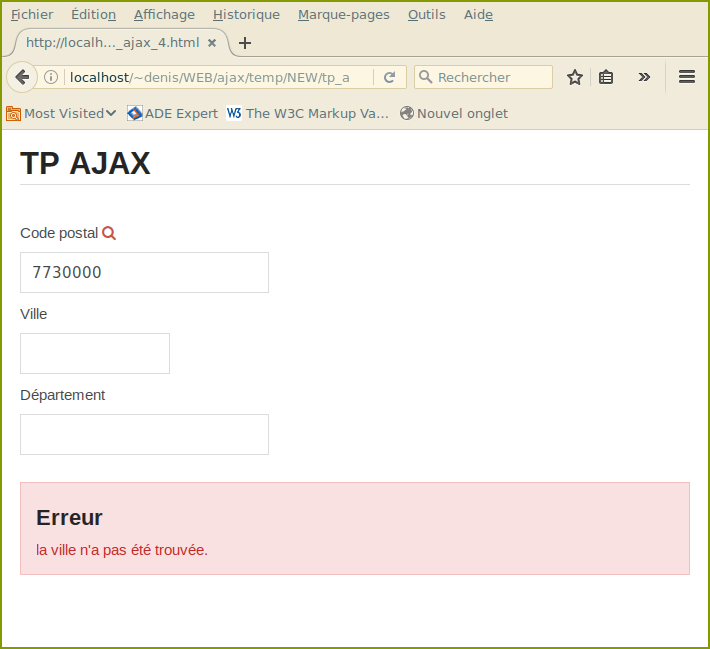 Fichier Édition Affichage Historique Marque-pages Outils Aide
http://localh..._ajax_4.html × +
localhost/~denis/WEB/ajax/temp/NEW/tp_a Rechercher
Most Visited ADE Expert W3 The W3C Markup Va... Nouvel onglet
TP AJAX
Code postal
7730000
Ville
Département
Erreur
la ville n'a pas été trouvée.